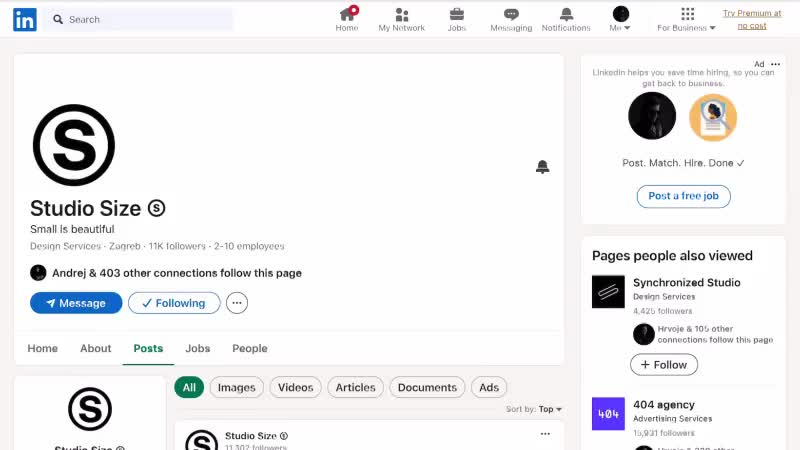 in
Search
Home
My Network
Jobs
Messaging
Notifications
Me
For Business
Try Premium at
no cost
S
Studio Size Ⓢ
Small is beautiful
Design Services · Zagreb · 11K followers · 2-10 employees
Andrej & 403 other connections follow this page
Message
Following
Home
About
Posts
Jobs
People
S
Studio Size Ⓢ
All
Images
Videos
Articles
Documents
Ads
Sort by: Top
S
Studio Size Ⓢ
11,302 followers
Ad
LinkedIn helps you save time hiring, so you can
get back to business.
Post. Match. Hire. Done ✓
Post a free job
Pages people also viewed
Synchronized Studio
Design Services
4,425 followers
Hrvoje & 105 other
connections follow this page
+ Follow
404
404 agency
Advertising Services
15,931 followers